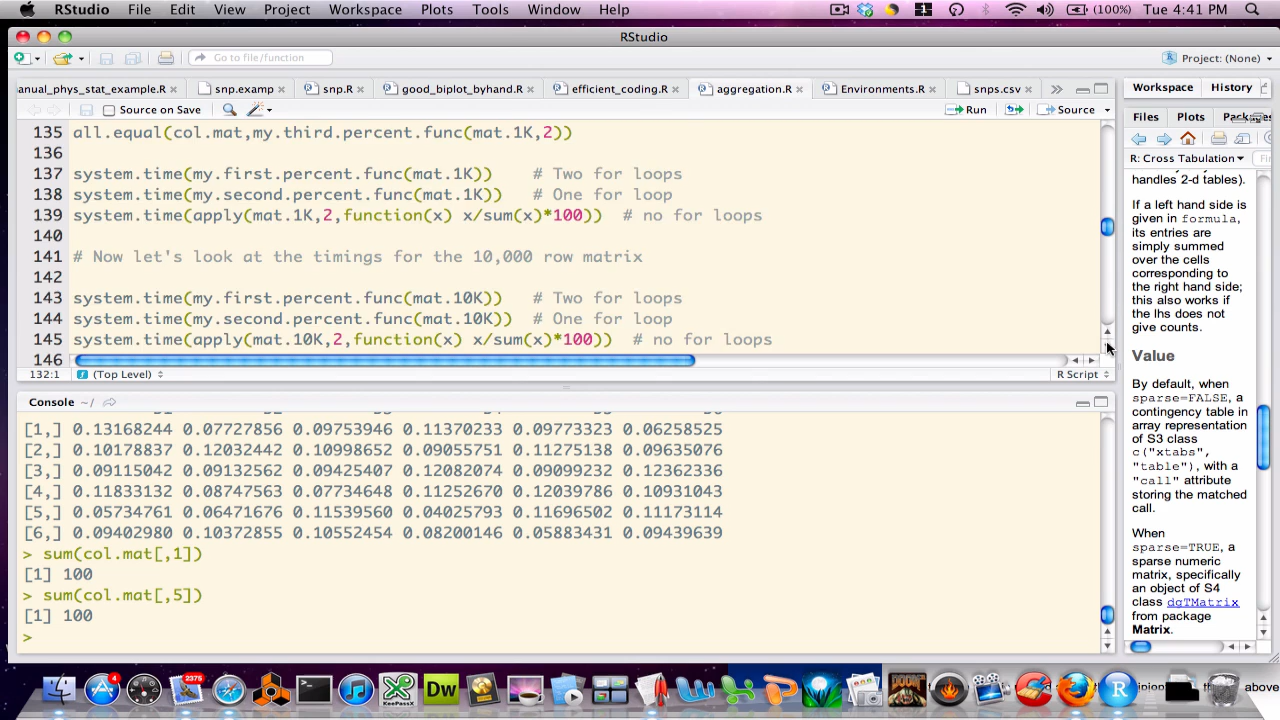 RStudio File Edit View Project Workspace Plots Tools Window Help (100%) Tue 4:41 PM
RStudio
Go to file/function Project: (None)
anual_phys_stat_example.R snp.examp snp.R good_biplot_byhand.R efficient_coding.R aggregation.R Environments.R snps.csv Workspace History
Source on Save Run Source
Files Plots Packages
R: Cross Tabulation
135 all.equal(col.mat,my.third.percent.func(mat.1K,2))
136
137 system.time(my.first.percent.func(mat.1K)) # Two for loops
138 system.time(my.second.percent.func(mat.1K)) # One for loop
139 system.time(apply(mat.1K,2,function(x) x/sum(x)*100)) # no for loops
140
141 # Now let's look at the timings for the 10,000 row matrix
142
143 system.time(my.first.percent.func(mat.10K)) # Two for loops
144 system.time(my.second.percent.func(mat.10K)) # One for loop
145 system.time(apply(mat.10K,2,function(x) x/sum(x)*100)) # no for loops
146
132:1 (Top Level) R Script
Console ~/
[1,] 0.13168244 0.07727856 0.09753946 0.11370233 0.09773323 0.06258525
[2,] 0.10178837 0.12032442 0.10998652 0.09055751 0.11275138 0.09635076
[3,] 0.09115042 0.09132562 0.09425407 0.12082074 0.09099232 0.12362336
[4,] 0.11833132 0.08747563 0.07734648 0.11252670 0.12039786 0.10931043
[5,] 0.05734761 0.06471676 0.11539560 0.04025793 0.11696502 0.11173114
[6,] 0.09402980 0.10372855 0.10552454 0.08200146 0.05883431 0.09439639
> sum(col.mat[,1])
[1] 100
> sum(col.mat[,5])
[1] 100
>
handles 2-d tables).
If a left hand side is
given in formula,
its entries are
simply summed
over the cells
corresponding to
the right hand side;
this also works if
the lhs does not
give counts.
Value
By default, when
sparse=FALSE, a
contingency table in
array representation
of S3 class
c("xtabs",
"table"), with a
"call" attribute
storing the matched
call.
When
sparse=TRUE, a
sparse numeric
matrix, specifically
an object of S4
class dgTMatrix
from package
Matrix.
4 2375 KeePassX Dw DOOM R above